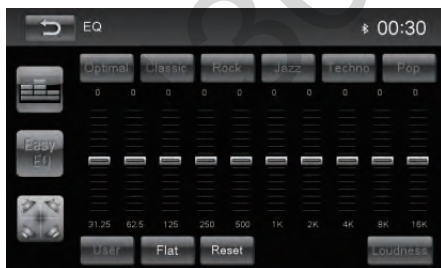 EQ 00:30
Optimal Classic Rock Jazz Techno Pop
0 0 0 0 0 0 0 0 0 0
Easy
EQ
31.25 62.5 125 250 500 1K 2K 4K 8K 16K
User Flat Reset Loudness